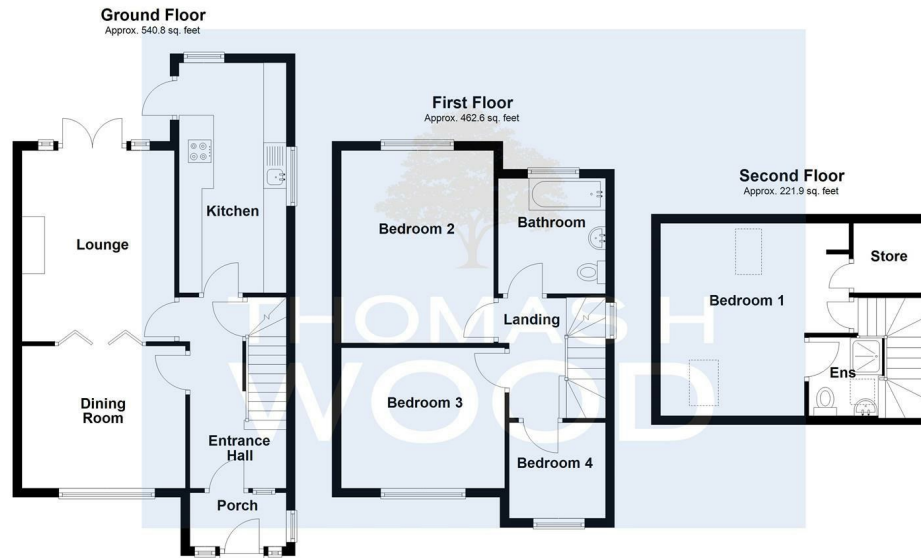 Ground Floor
Approx. 540.8 sq. feet
Kitchen
Lounge
Dining
Room
Entrance
Hall
Porch
First Floor
Approx. 462.6 sq. feet
Bedroom 2
Bathroom
Landing
Bedroom 3
Bedroom 4
Second Floor
Approx. 221.9 sq. feet
Store
Bedroom 1
Ens
THOMAS H
WOOD